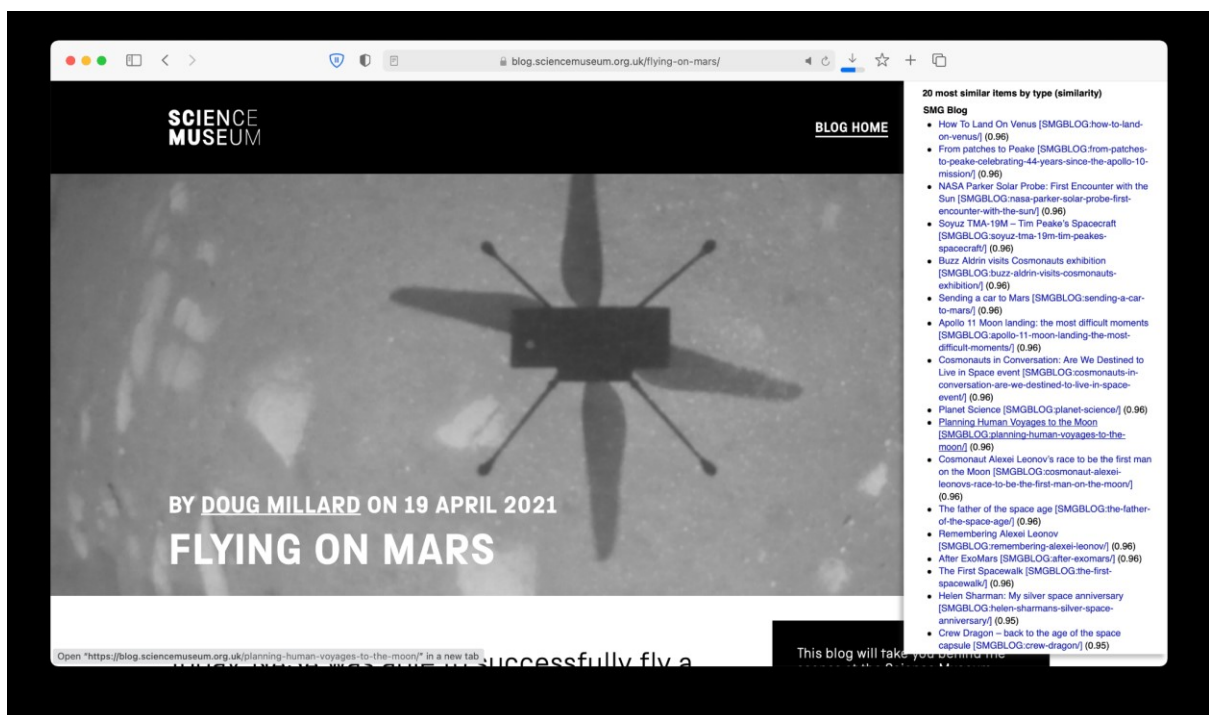 blog.sciencemuseum.org.uk/flying-on-mars/
SCIENCE
MUSEUM
BLOG HOME
BY DOUG MILLARD ON 19 APRIL 2021
FLYING ON MARS
successfully fly a
This blog will take you behind the
Open "https://blog.sciencemuseum.org.uk/planning-human-voyages-to-the-moon/" in a new tab
20 most similar items by type (similarity)
SMG Blog
• How To Land On Venus [SMGBLOG:how-to-land-
on-venus/] (0.96)
• From patches to Peake [SMGBLOG:from-patches-
to-peake-celebrating-44-years-since-the-apollo-10-
mission/] (0.96)
• NASA Parker Solar Probe: First Encounter with the
Sun [SMGBLOG:nasa-parker-solar-probe-first-
encounter-with-the-sun/] (0.96)
• Soyuz TMA-19M – Tim Peake's Spacecraft
[SMGBLOG:soyuz-tma-19m-tim-peakes-
spacecraft/] (0.96)
• Buzz Aldrin visits Cosmonauts exhibition
[SMGBLOG:buzz-aldrin-visits-cosmonauts-
exhibition/] (0.96)
• Sending a car to Mars [SMGBLOG:sending-a-car-
to-mars/] (0.96)
• Apollo 11 Moon landing: the most difficult moments
[SMGBLOG:apollo-11-moon-landing-the-most-
difficult-moments/] (0.96)
• Cosmonauts in Conversation: Are We Destined to
Live in Space event [SMGBLOG:cosmonauts-in-
conversation-are-we-destined-to-live-in-space-
event/] (0.96)
• Planet Science [SMGBLOG:planet-science/] (0.96)
• Planning Human Voyages to the Moon
[SMGBLOG:planning-human-voyages-to-the-
moon/] (0.96)
• Cosmonaut Alexei Leonov's race to be the first man
on the Moon [SMGBLOG:cosmonaut-alexei-
leonovs-race-to-be-the-first-man-on-the-moon/]
(0.96)
• The father of the space age [SMGBLOG:the-father-
of-the-space-age/] (0.96)
• Remembering Alexei Leonov
[SMGBLOG:remembering-alexei-leonov/] (0.96)
• After ExoMars [SMGBLOG:after-exomars/] (0.96)
• The First Spacewalk [SMGBLOG:the-first-
spacewalk/] (0.96)
• Helen Sharman: My silver space anniversary
[SMGBLOG:helen-sharmans-silver-space-
anniversary/] (0.95)
• Crew Dragon – back to the age of the space
capsule [SMGBLOG:crew-dragon/] (0.95)